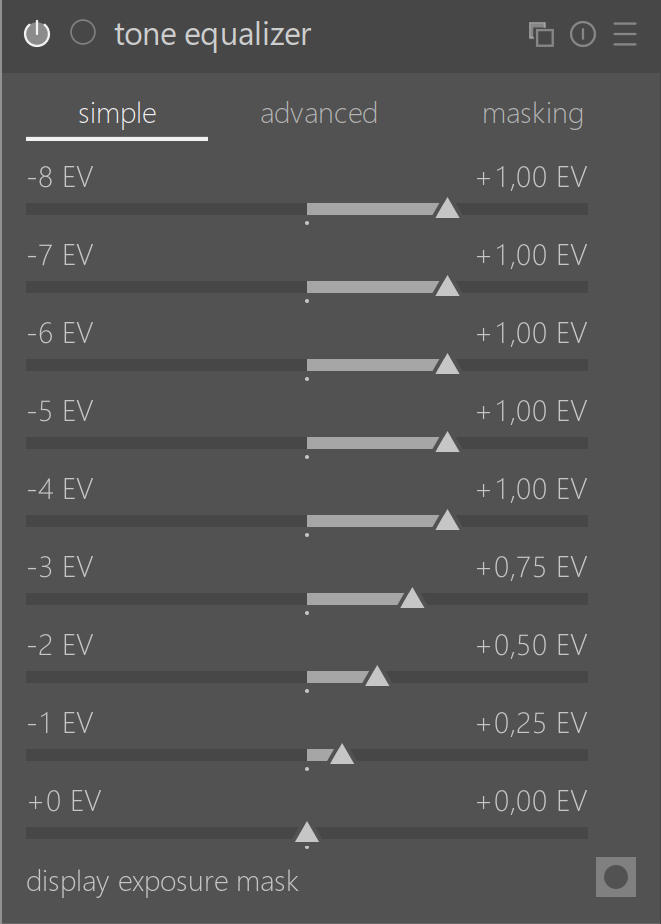 tone equalizer
simple advanced masking
-8 EV +1,00 EV
-7 EV +1,00 EV
-6 EV +1,00 EV
-5 EV +1,00 EV
-4 EV +1,00 EV
-3 EV +0,75 EV
-2 EV +0,50 EV
-1 EV +0,25 EV
+0 EV +0,00 EV
display exposure mask